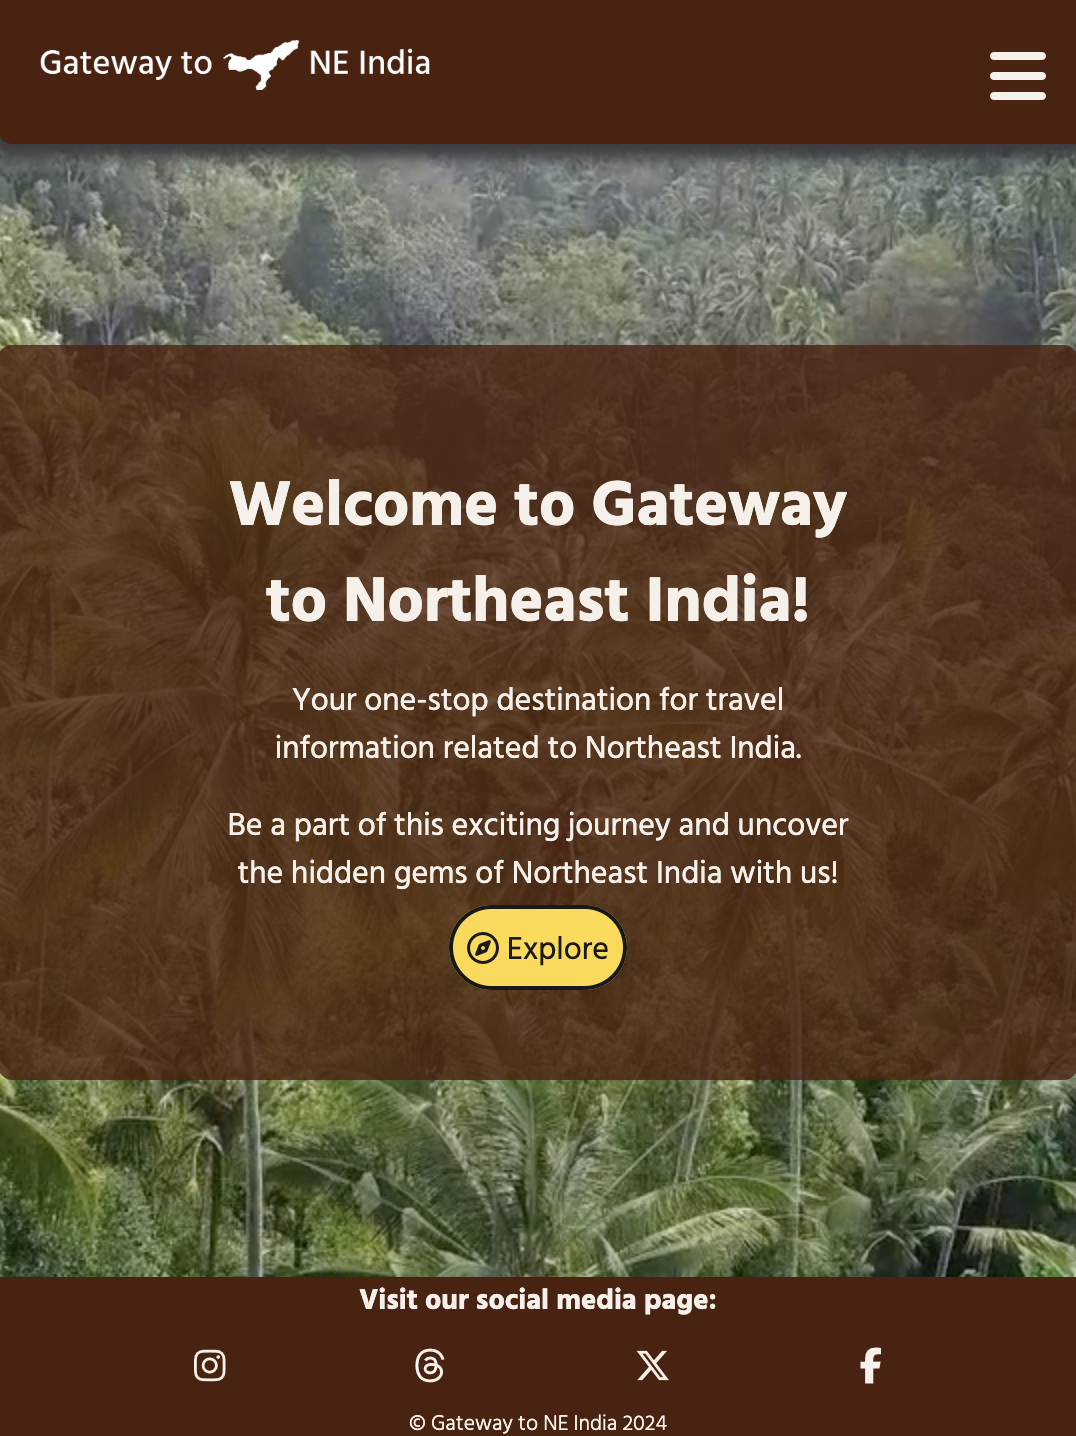 Gateway to NE India
Welcome to Gateway
to Northeast India!
Your one-stop destination for travel
information related to Northeast India.
Be a part of this exciting journey and uncover
the hidden gems of Northeast India with us!
Explore
Visit our social media page:
© Gateway to NE India 2024